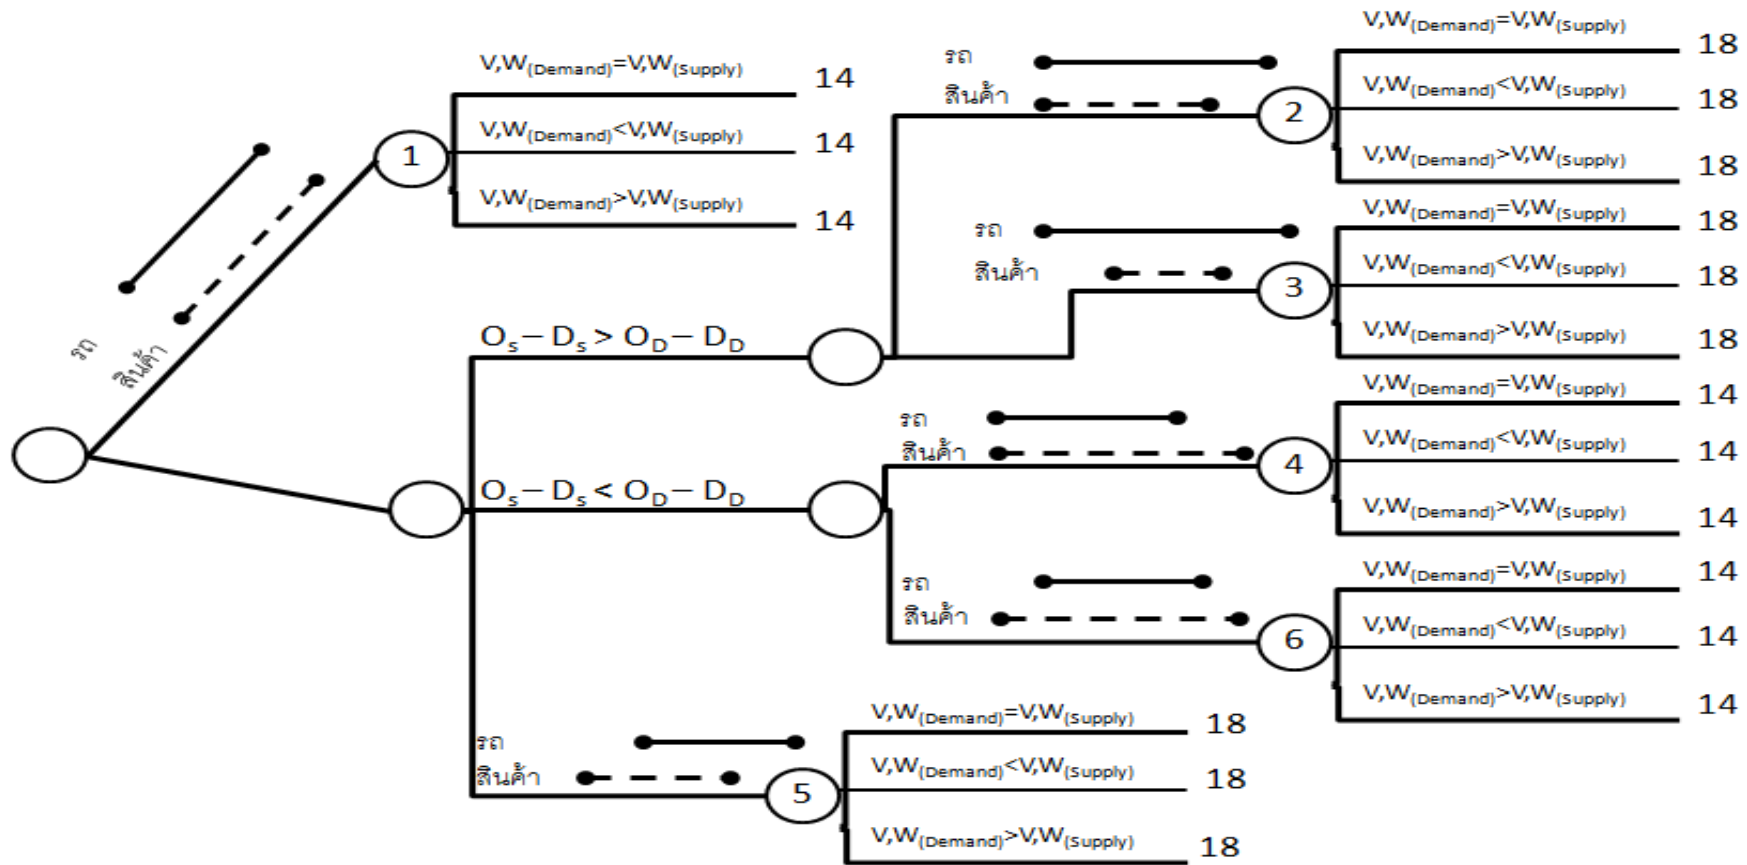 รถ
สินค้า
1
V,W(Demand)=V,W(Supply) 14
V,W(Demand)<V,W(Supply) 14
V,W(Demand)>V,W(Supply) 14
Os – Ds > OD – DD
รถ
สินค้า
2
V,W(Demand)=V,W(Supply) 18
V,W(Demand)<V,W(Supply) 18
V,W(Demand)>V,W(Supply) 18
รถ
สินค้า
3
V,W(Demand)=V,W(Supply) 18
V,W(Demand)<V,W(Supply) 18
V,W(Demand)>V,W(Supply) 18
Os – Ds < OD – DD
รถ
สินค้า
4
V,W(Demand)=V,W(Supply) 14
V,W(Demand)<V,W(Supply) 14
V,W(Demand)>V,W(Supply) 14
รถ
สินค้า
6
V,W(Demand)=V,W(Supply) 14
V,W(Demand)<V,W(Supply) 14
V,W(Demand)>V,W(Supply) 14
รถ
สินค้า
5
V,W(Demand)=V,W(Supply) 18
V,W(Demand)<V,W(Supply) 18
V,W(Demand)>V,W(Supply) 18